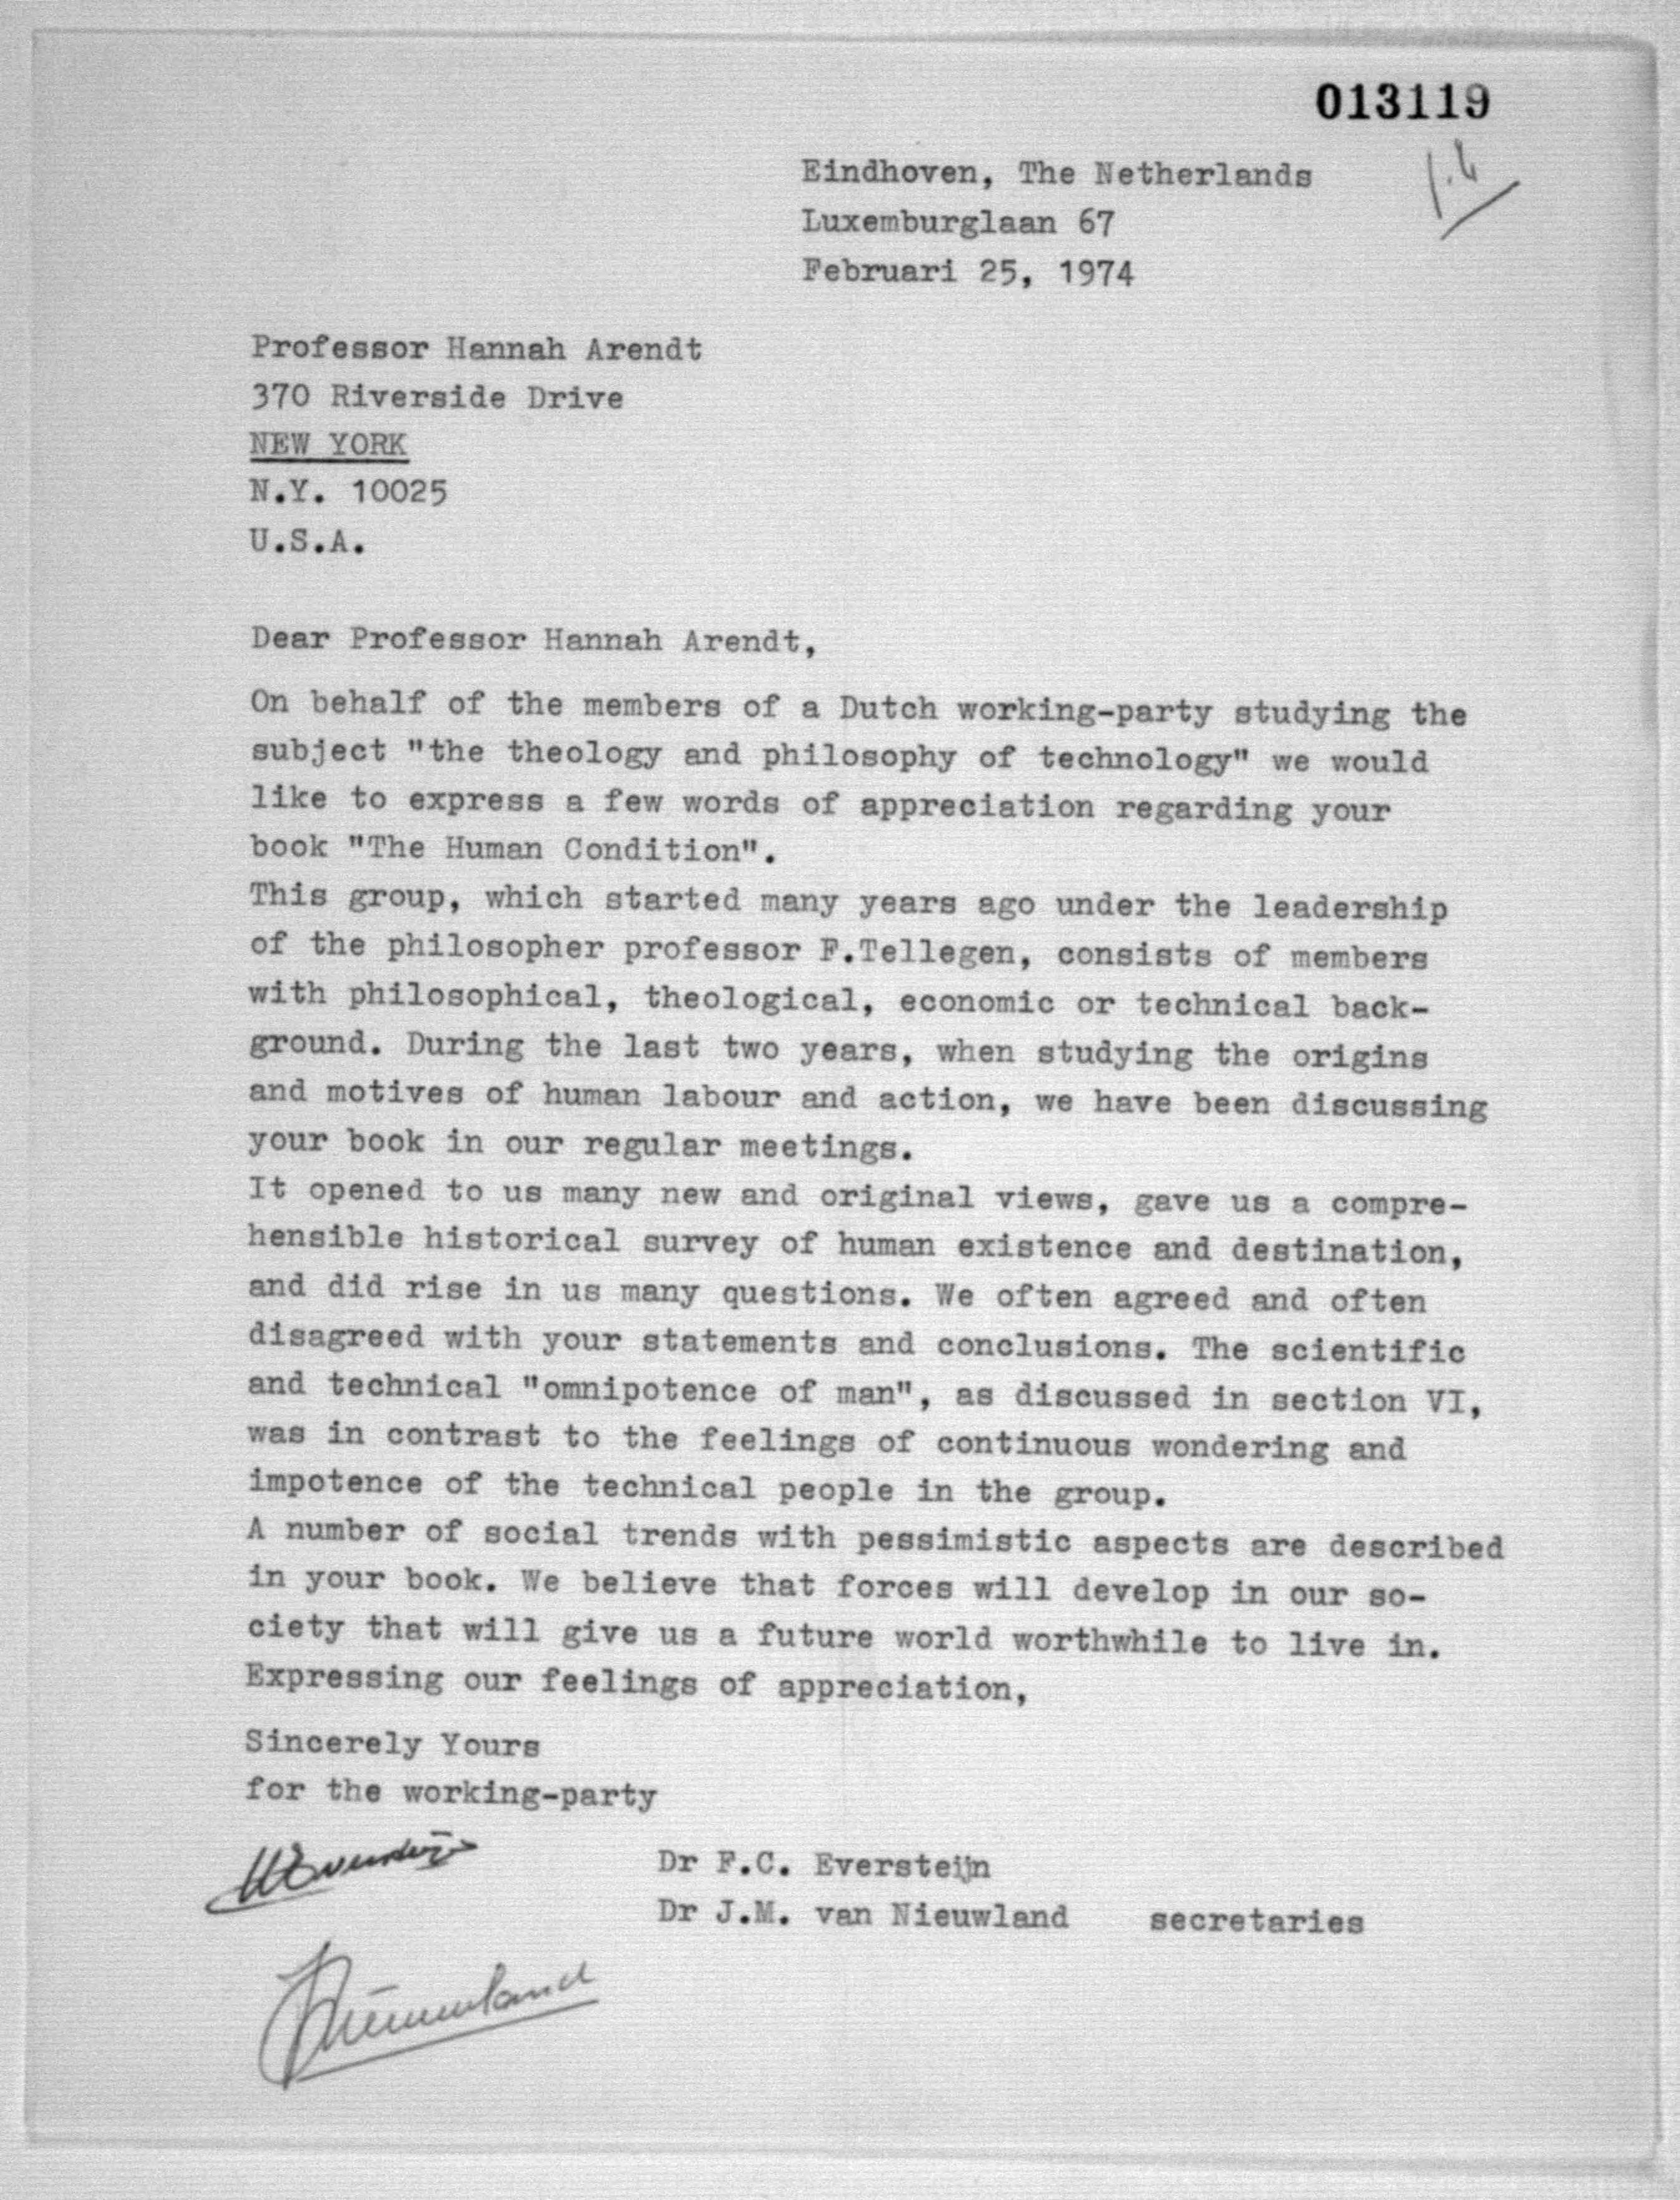 013119
Eindhoven, The Netherlands
Luxemburglaan 67
Februari 25, 1974
Professor Hannah Arendt
370 Riverside Drive
NEW YORK
N.Y. 10025
U.S.A.
Dear Professor Hannah Arendt,
On behalf of the members of a Dutch working-party studying the
subject "the theology and philosophy of technology" we would
like to express a few words of appreciation regarding your
book "The Human Condition".
This group, which started many years ago under the leadership
of the philosopher professor F.Tellegen, consists of members
with philosophical, theological, economic or technical back-
ground. During the last two years, when studying the origins
and motives of human labour and action, we have been discussing
your book in our regular meetings.
It opened to us many new and original views, gave us a compre-
hensible historical survey of human existence and destination,
and did rise in us many questions. We often agreed and often
disagreed with your statements and conclusions. The scientific
and technical "omnipotence of man", as discussed in section VI,
was in contrast to the feelings of continuous wondering and
impotence of the technical people in the group.
A number of social trends with pessimistic aspects are described
in your book. We believe that forces will develop in our so-
ciety that will give us a future world worthwhile to live in.
Expressing our feelings of appreciation,
Sincerely Yours
for the working-party
Dr F.C. Eversteijn
Dr J.M. van Nieuwland secretaries